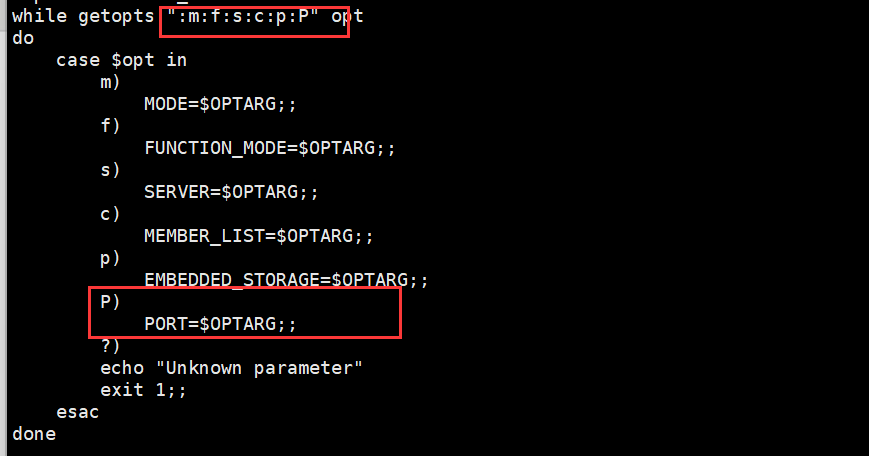 while getopts ":m:f:s:c:p:P" opt
do
    case $opt in
        m)
            MODE=$OPTARG;;
        f)
            FUNCTION_MODE=$OPTARG;;
        s)
            SERVER=$OPTARG;;
        c)
            MEMBER_LIST=$OPTARG;;
        p)
            EMBEDDED_STORAGE=$OPTARG;;
        P)
            PORT=$OPTARG;;
        ?)
        echo "Unknown parameter"
        exit 1;;
    esac
done